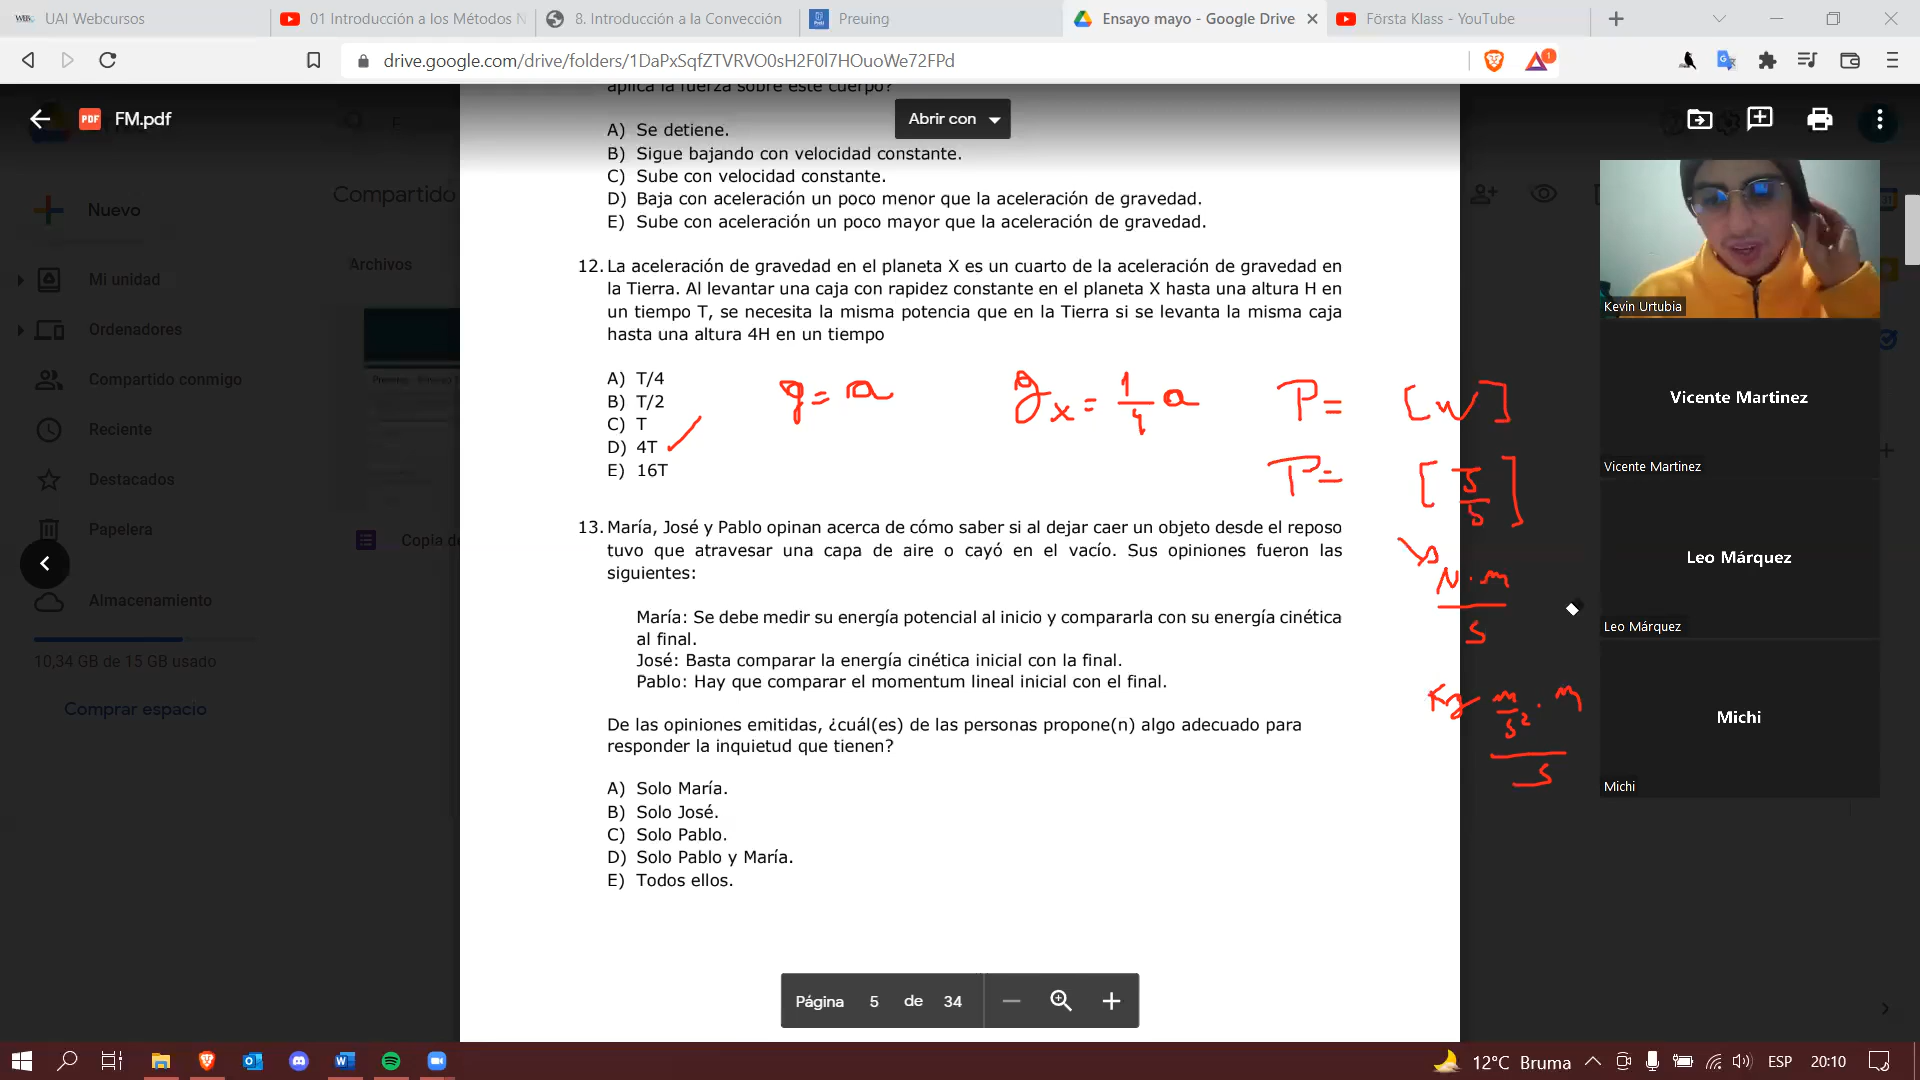 UAI Webcursos
01 Introducción a los Métodos N
8. Introducción a la Convección
Preuing
Ensayo mayo - Google Drive
Första Klass - YouTube
drive.google.com/drive/folders/1DaPxSqfZTVRVO0sH2F0l7HOuoWe72FPd
1
FM.pdf
Abrir con
aplica la fuerza sobre este cuerpo?
A) Se detiene.
B) Sigue bajando con velocidad constante.
C) Sube con velocidad constante.
D) Baja con aceleración un poco menor que la aceleración de gravedad.
E) Sube con aceleración un poco mayor que la aceleración de gravedad.
12. La aceleración de gravedad en el planeta X es un cuarto de la aceleración de gravedad en
la Tierra. Al levantar una caja con rapidez constante en el planeta X hasta una altura H en
un tiempo T, se necesita la misma potencia que en la Tierra si se levanta la misma caja
hasta una altura 4H en un tiempo
A) T/4
B) T/2
C) T
D) 4T
E) 16T
g = a
g x = 1/4 a
P = [W]
P = [J/s]
N·m
s
Kg m/s² · m
s
13. María, José y Pablo opinan acerca de cómo saber si al dejar caer un objeto desde el reposo
tuvo que atravesar una capa de aire o cayó en el vacío. Sus opiniones fueron las
siguientes:
María: Se debe medir su energía potencial al inicio y compararla con su energía cinética
al final.
José: Basta comparar la energía cinética inicial con la final.
Pablo: Hay que comparar el momentum lineal inicial con el final.
De las opiniones emitidas, ¿cuál(es) de las personas propone(n) algo adecuado para
responder la inquietud que tienen?
A) Solo María.
B) Solo José.
C) Solo Pablo.
D) Solo Pablo y María.
E) Todos ellos.
Página 5 de 34
Nuevo
Mi unidad
Ordenadores
Compartido conmigo
Reciente
Destacados
Papelera
Almacenamiento
10,34 GB de 15 GB usado
Comprar espacio
Compartido
Archivos
Copia de
Kevin Urtubia
Vicente Martinez
Vicente Martinez
Leo Márquez
Leo Márquez
Michi
Michi
12°C Bruma
ESP
20:10